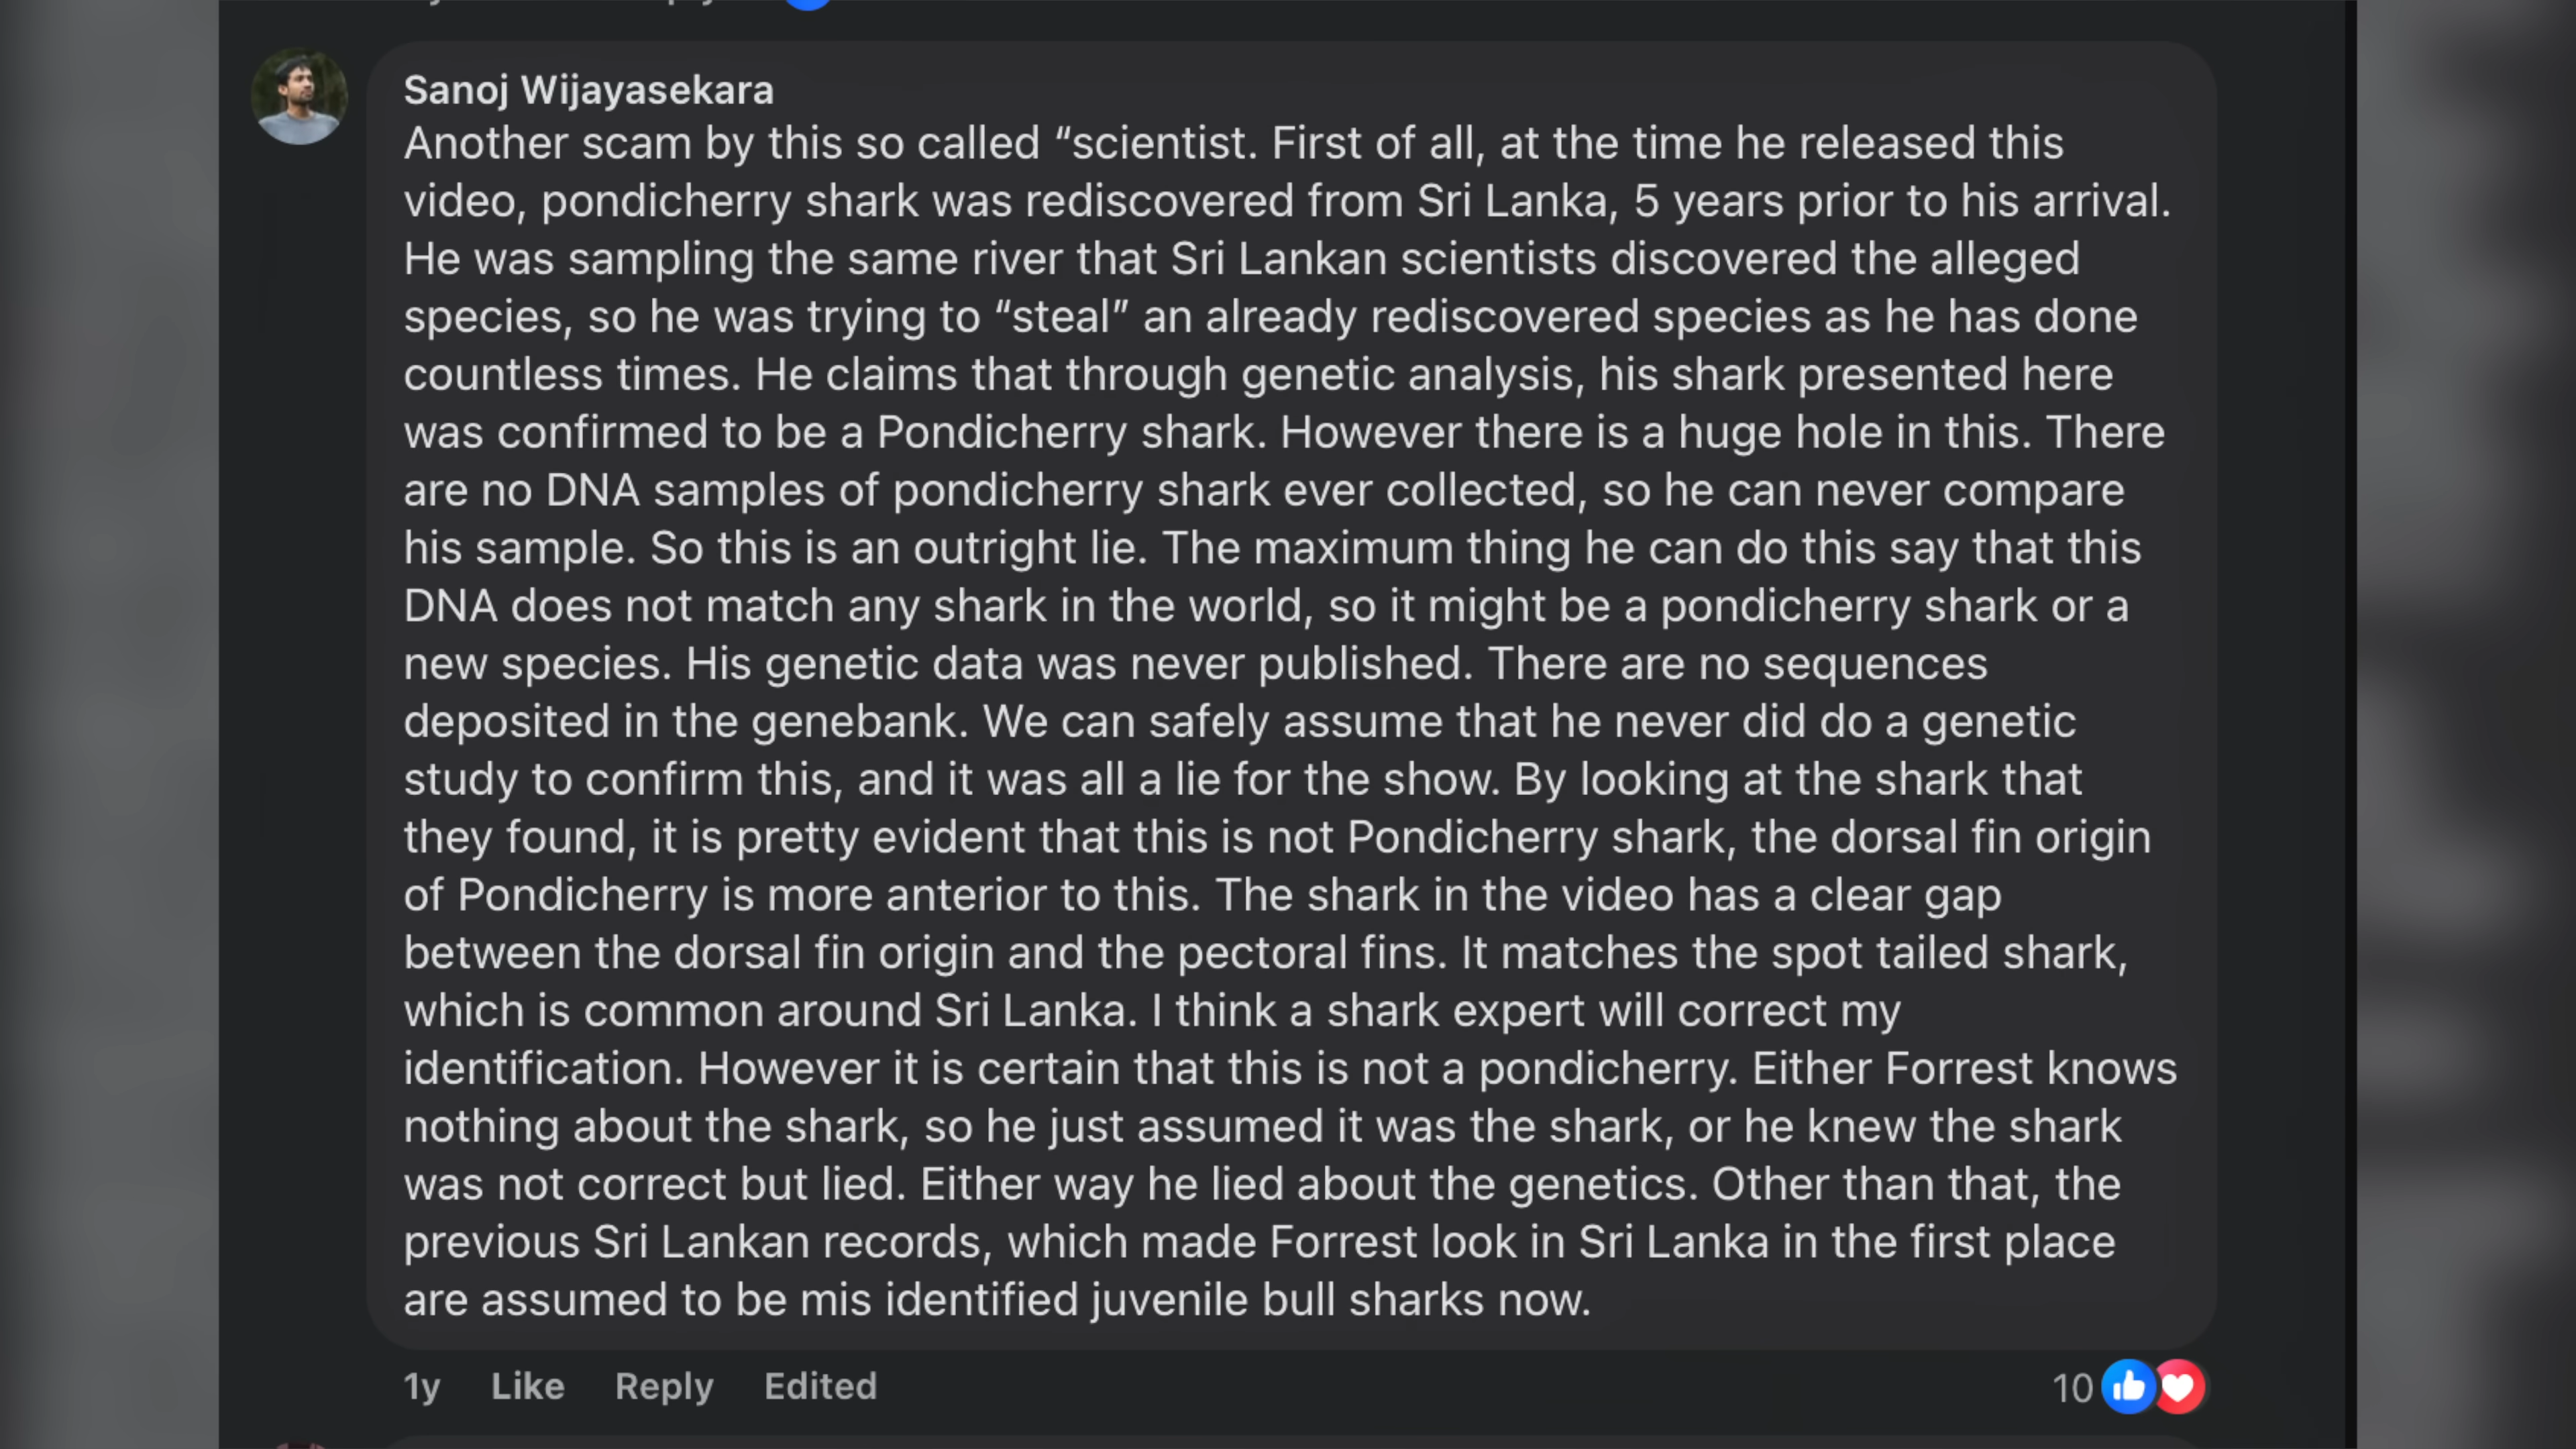 Sanoj Wijayasekara
Another scam by this so called “scientist. First of all, at the time he released this
video, pondicherry shark was rediscovered from Sri Lanka, 5 years prior to his arrival.
He was sampling the same river that Sri Lankan scientists discovered the alleged
species, so he was trying to “steal” an already rediscovered species as he has done
countless times. He claims that through genetic analysis, his shark presented here
was confirmed to be a Pondicherry shark. However there is a huge hole in this. There
are no DNA samples of pondicherry shark ever collected, so he can never compare
his sample. So this is an outright lie. The maximum thing he can do this say that this
DNA does not match any shark in the world, so it might be a pondicherry shark or a
new species. His genetic data was never published. There are no sequences
deposited in the genebank. We can safely assume that he never did do a genetic
study to confirm this, and it was all a lie for the show. By looking at the shark that
they found, it is pretty evident that this is not Pondicherry shark, the dorsal fin origin
of Pondicherry is more anterior to this. The shark in the video has a clear gap
between the dorsal fin origin and the pectoral fins. It matches the spot tailed shark,
which is common around Sri Lanka. I think a shark expert will correct my
identification. However it is certain that this is not a pondicherry. Either Forrest knows
nothing about the shark, so he just assumed it was the shark, or he knew the shark
was not correct but lied. Either way he lied about the genetics. Other than that, the
previous Sri Lankan records, which made Forrest look in Sri Lanka in the first place
are assumed to be mis identified juvenile bull sharks now.
1y Like Reply Edited 10